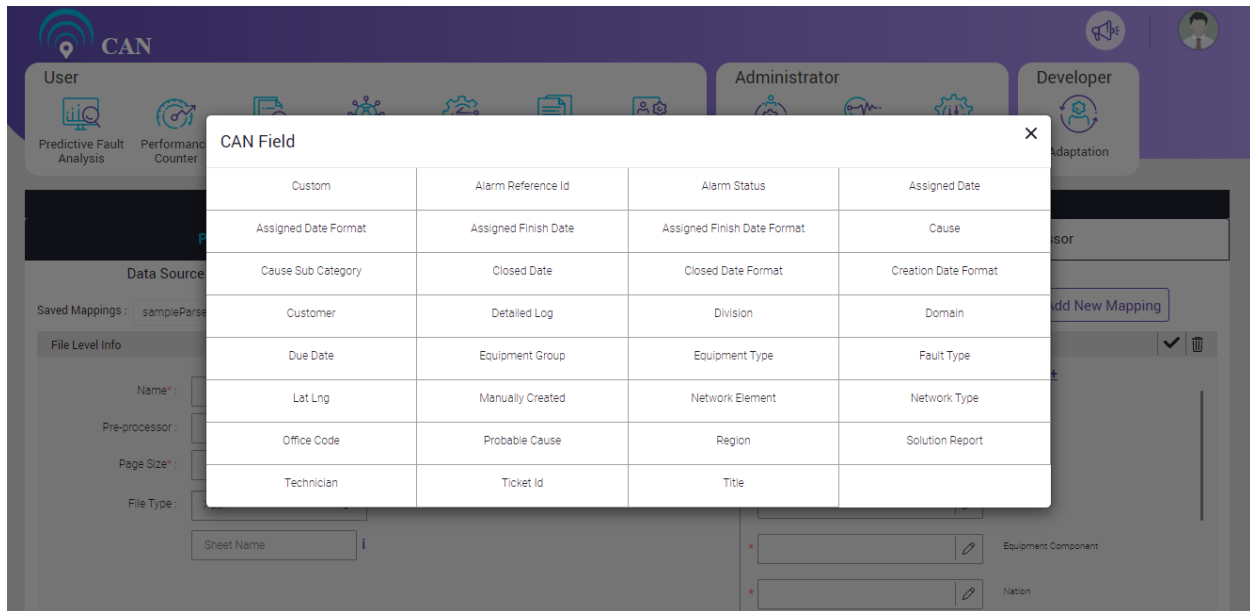 CAN
User
Administrator
Developer
Predictive Fault
Analysis
Performanc
Counter
Adaptation
CAN Field
Custom
Alarm Reference Id
Alarm Status
Assigned Date
Assigned Date Format
Assigned Finish Date
Assigned Finish Date Format
Cause
Cause Sub Category
Closed Date
Closed Date Format
Creation Date Format
Customer
Detailed Log
Division
Domain
Due Date
Equipment Group
Equipment Type
Fault Type
Lat Lng
Manually Created
Network Element
Network Type
Office Code
Probable Cause
Region
Solution Report
Technician
Ticket Id
Title
P
ssor
Data Source
Saved Mappings :
samplePars
Add New Mapping
File Level Info
+
Name* :
Pre-processor :
Page Size* :
File Type :
Sheet Name
i
*
Equipment Component
*
Nation